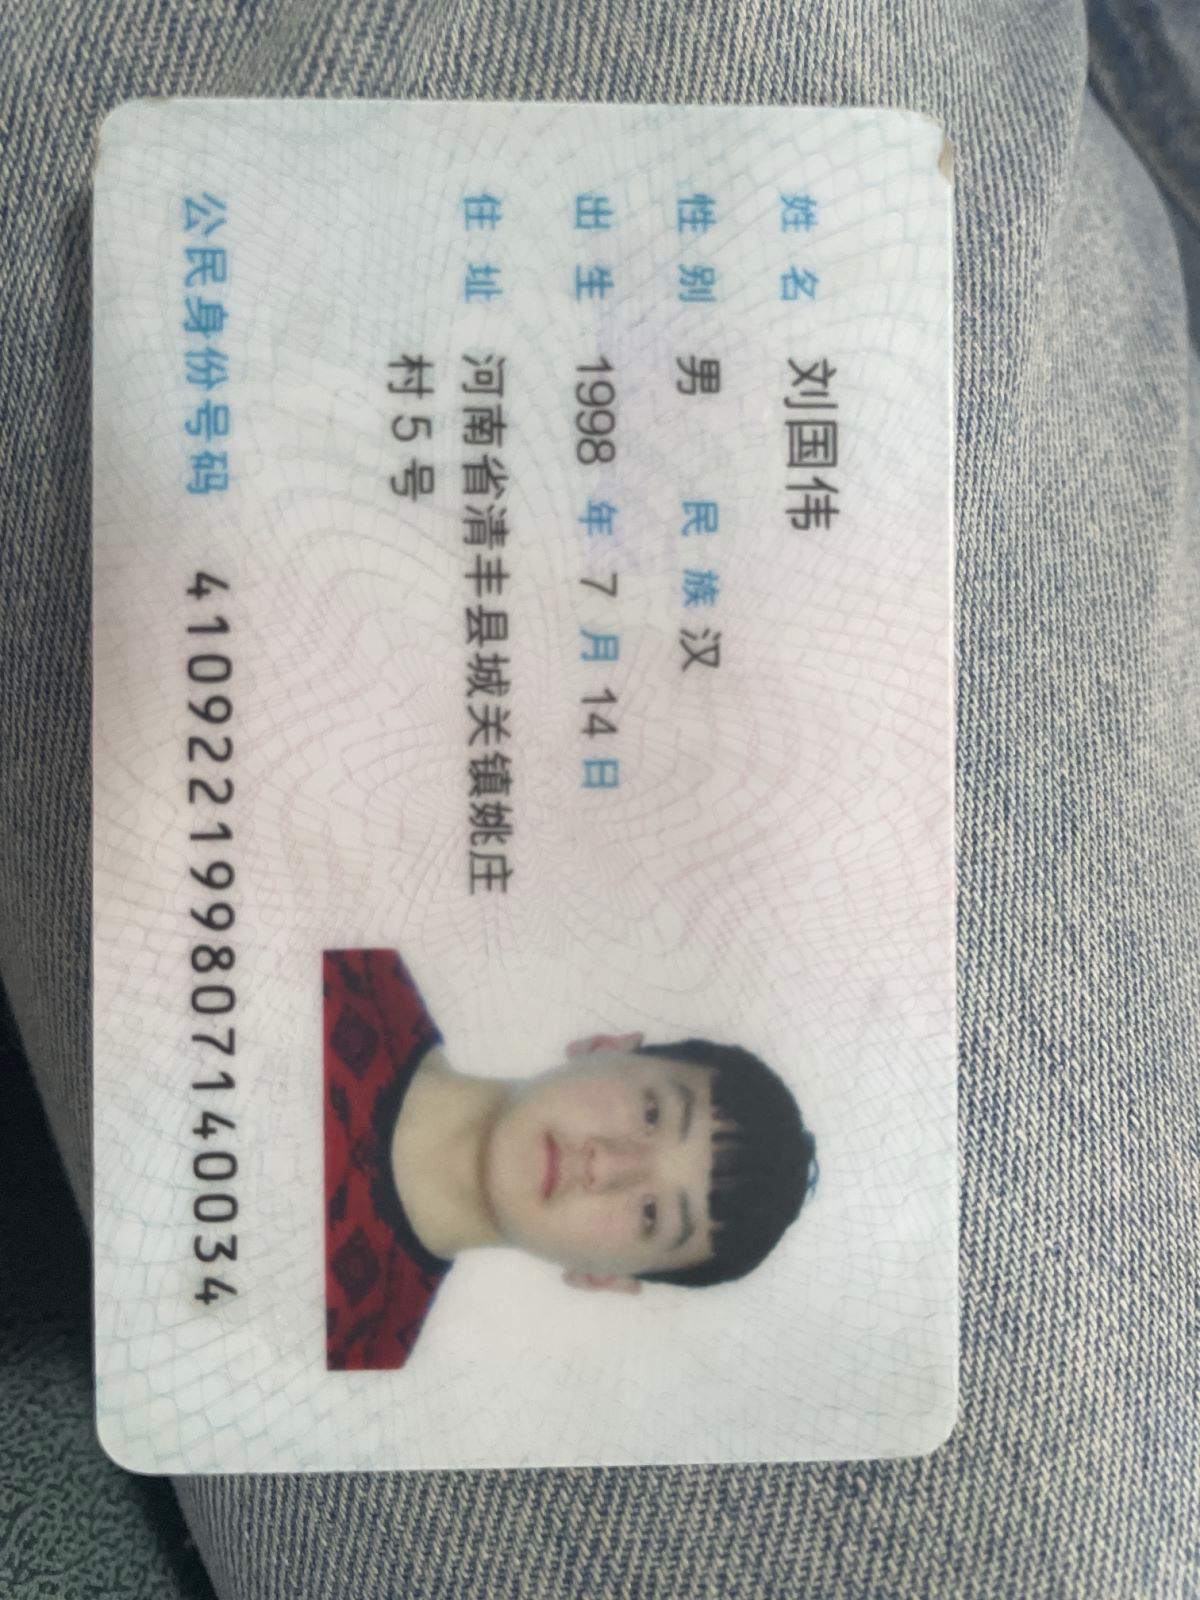 姓名 刘国伟
性别 男 民族 汉
出生 1998 年 7 月 14 日
住址 河南省清丰县城关镇姚庄
村5号
公民身份号码 410922199807140034